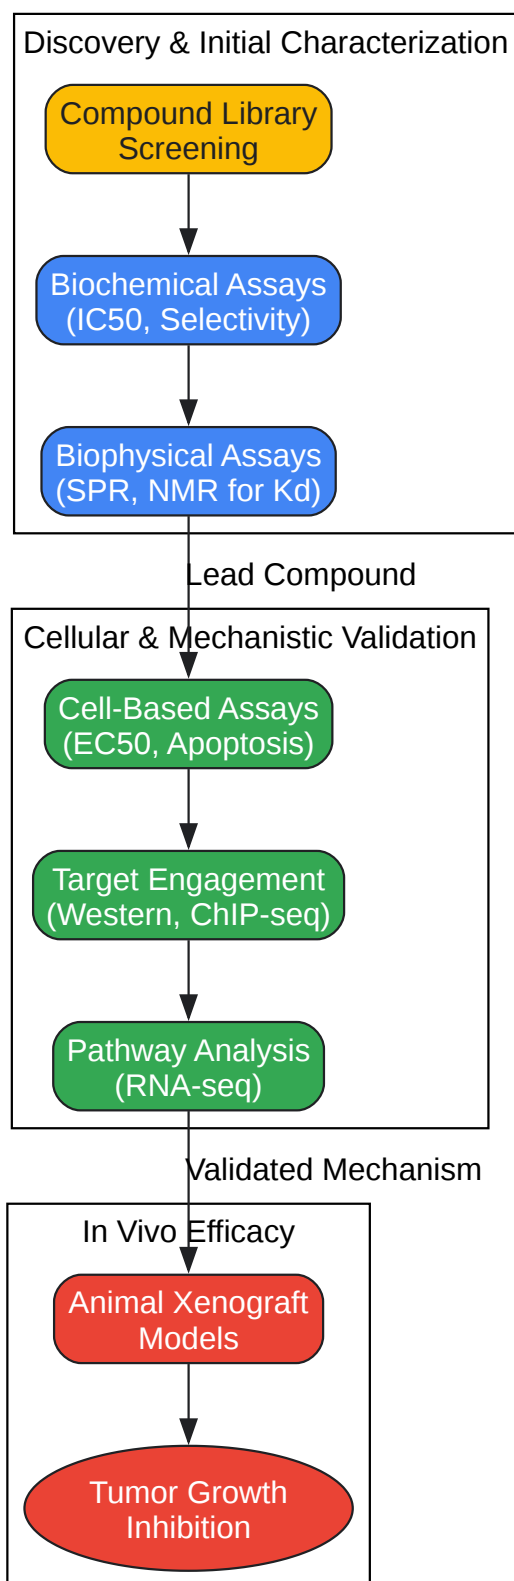 Discovery & Initial Characterization
Compound Library
Screening
Biochemical Assays
(IC50, Selectivity)
Biophysical Assays
(SPR, NMR for Kd)
Lead Compound
Cellular & Mechanistic Validation
Cell-Based Assays
(EC50, Apoptosis)
Target Engagement
(Western, ChIP-seq)
Pathway Analysis
(RNA-seq)
Validated Mechanism
In Vivo Efficacy
Animal Xenograft
Models
Tumor Growth
Inhibition